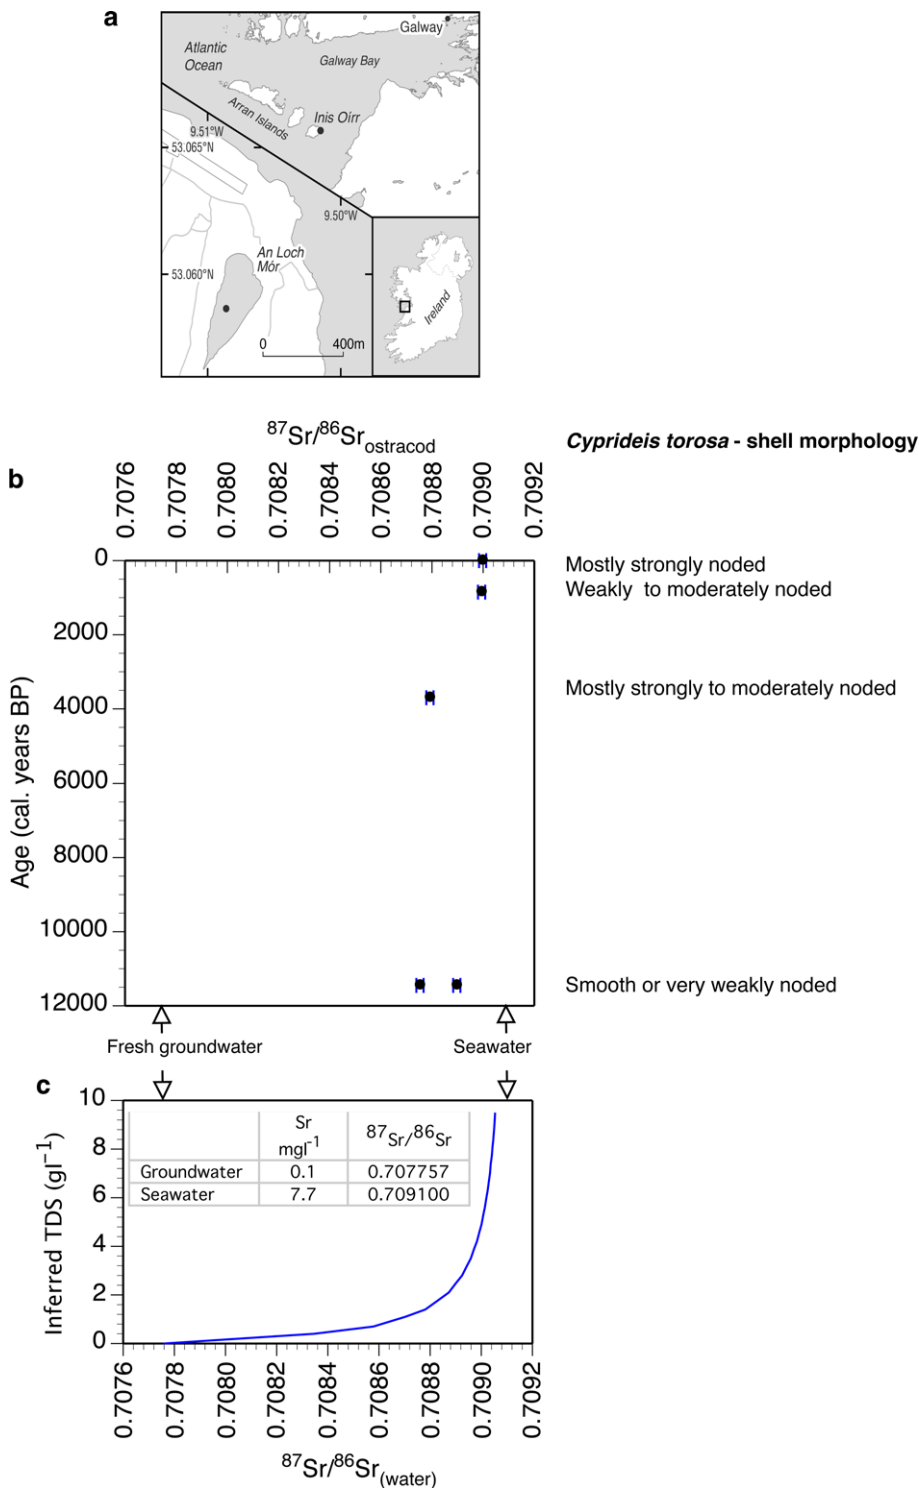 a
Galway
Atlantic
Ocean
Galway Bay
Arran Islands
Inis Oírr
9.51°W
53.065°N
9.50°W
An Loch
Mór
53.060°N
Ireland
0 400m
b
87Sr/86Sr ostracod
Cyprideis torosa - shell morphology
0.7076 0.7078 0.7080 0.7082 0.7084 0.7086 0.7088 0.7090 0.7092
Age (cal. years BP)
0
2000
4000
6000
8000
10000
12000
Mostly strongly noded
Weakly to moderately noded
Mostly strongly to moderately noded
Smooth or very weakly noded
Fresh groundwater Seawater
c
Inferred TDS (gl−1)
10
8
6
4
2
0
Sr
mgl-1
87Sr/86Sr
Groundwater 0.1 0.707757
Seawater 7.7 0.709100
0.7076 0.7078 0.7080 0.7082 0.7084 0.7086 0.7088 0.7090 0.7092
87Sr/86Sr(water)